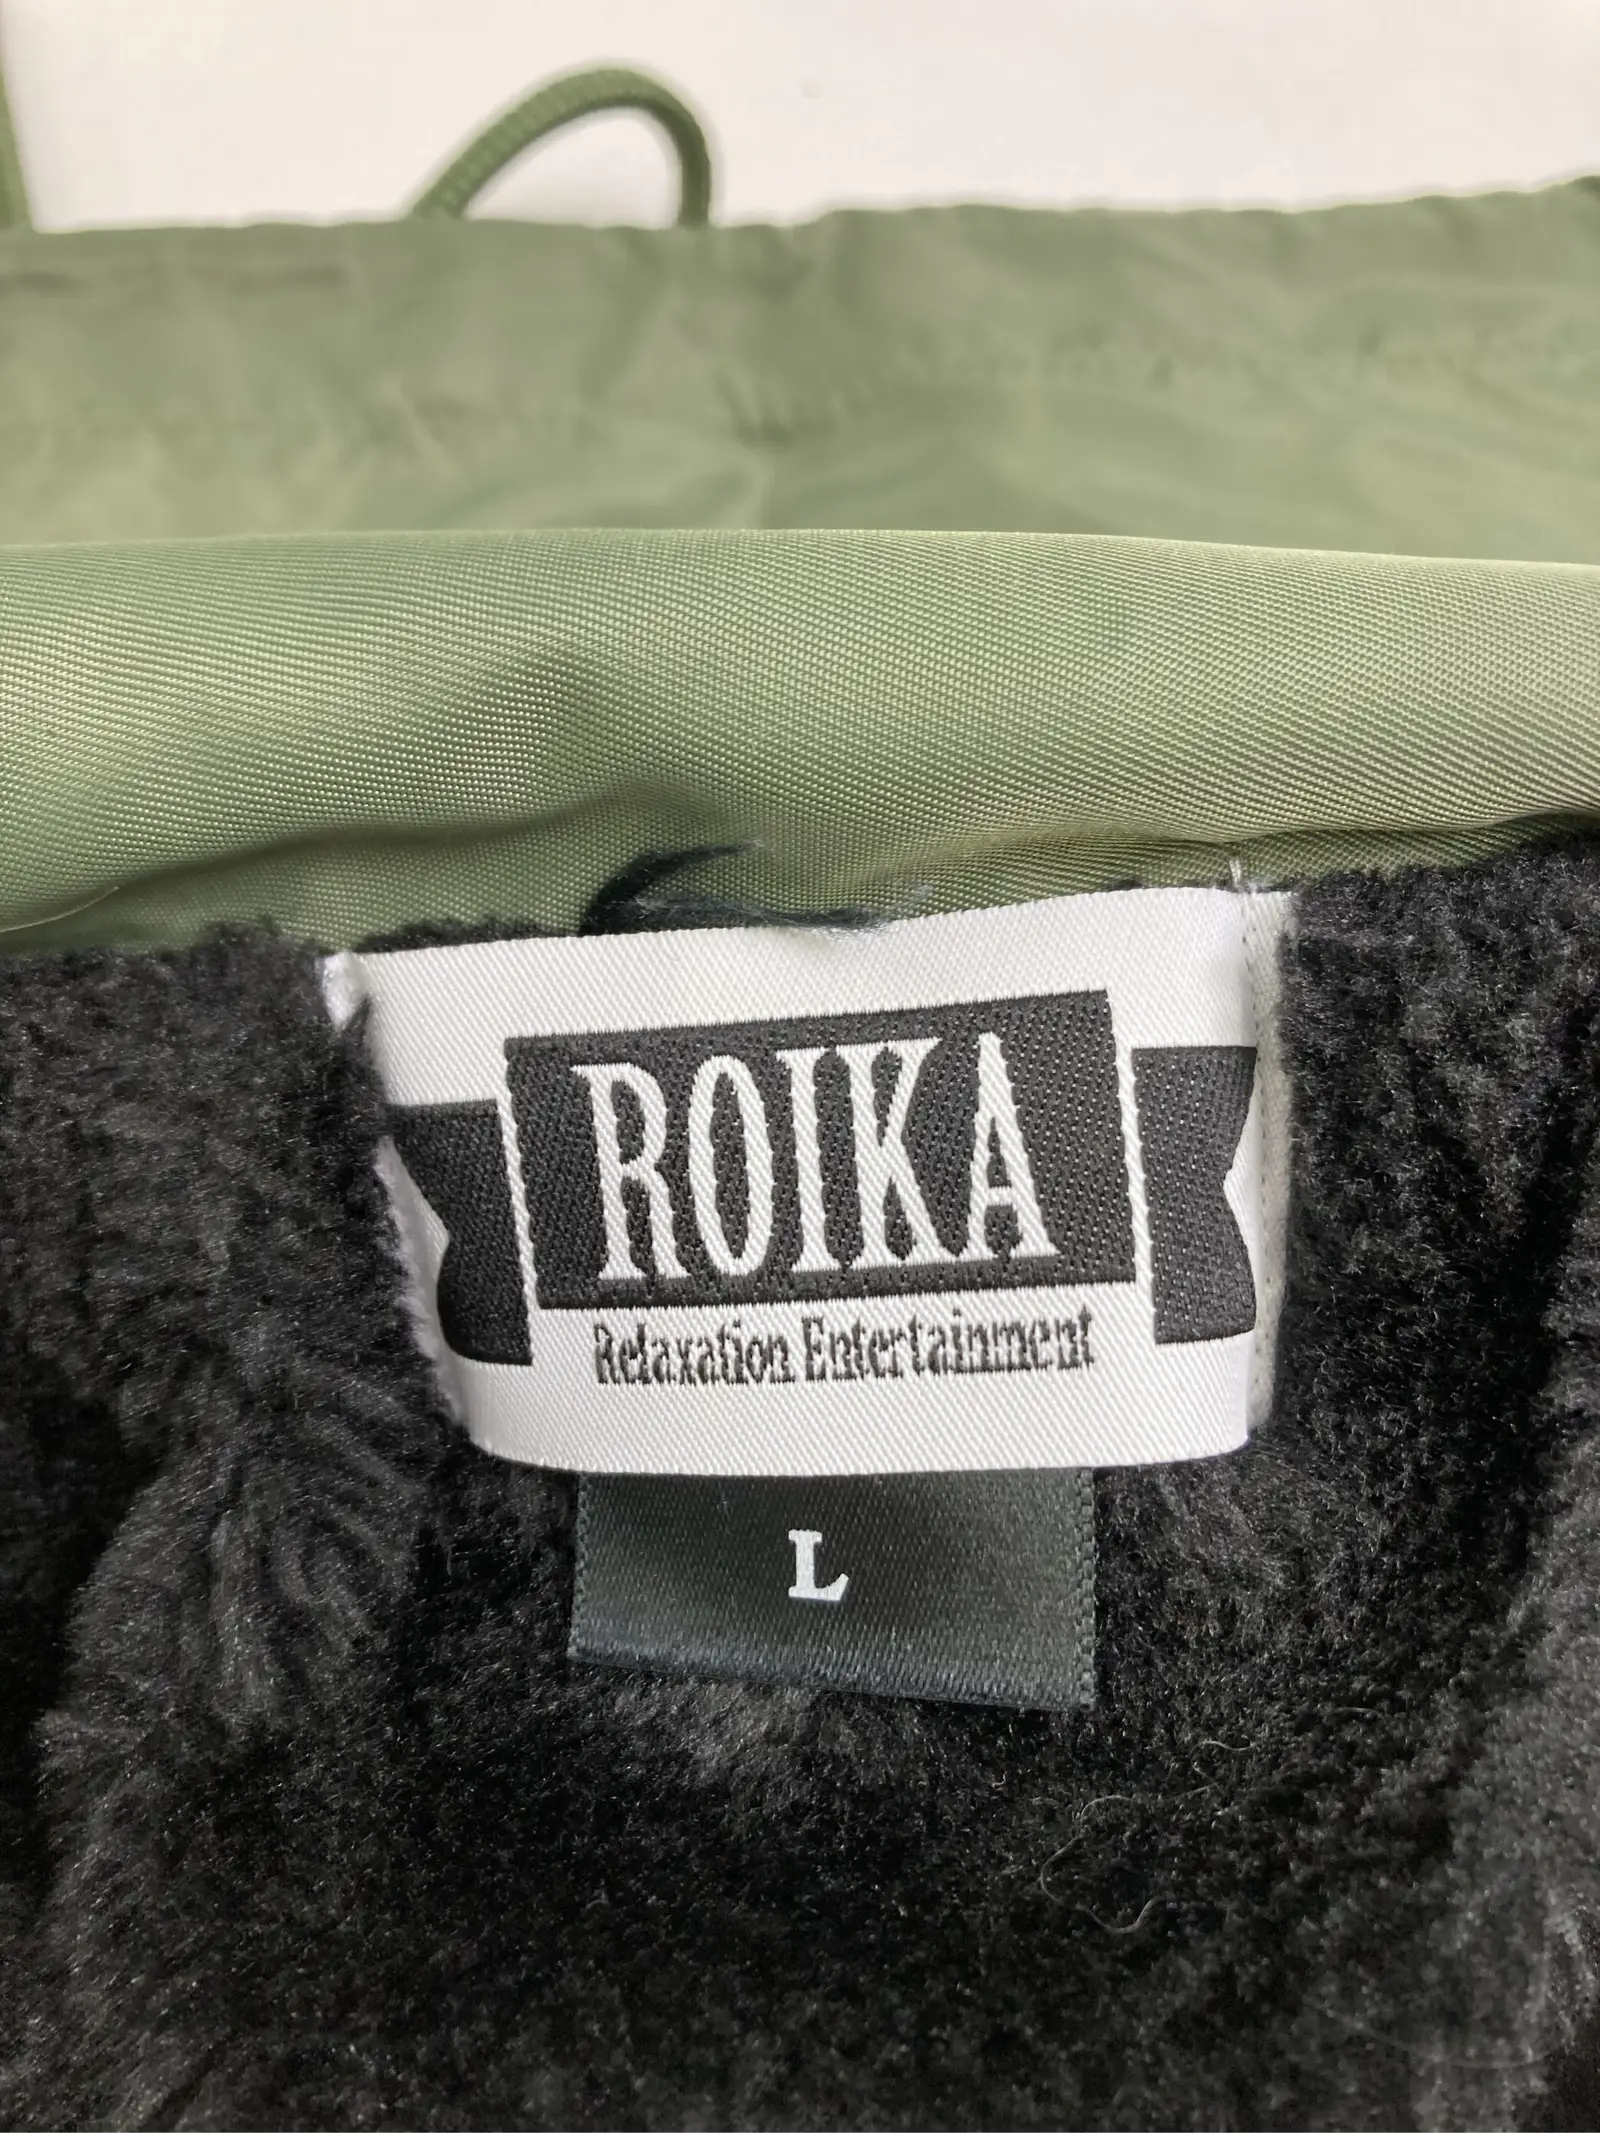 ROIKA
Relaxation Entertainment
L